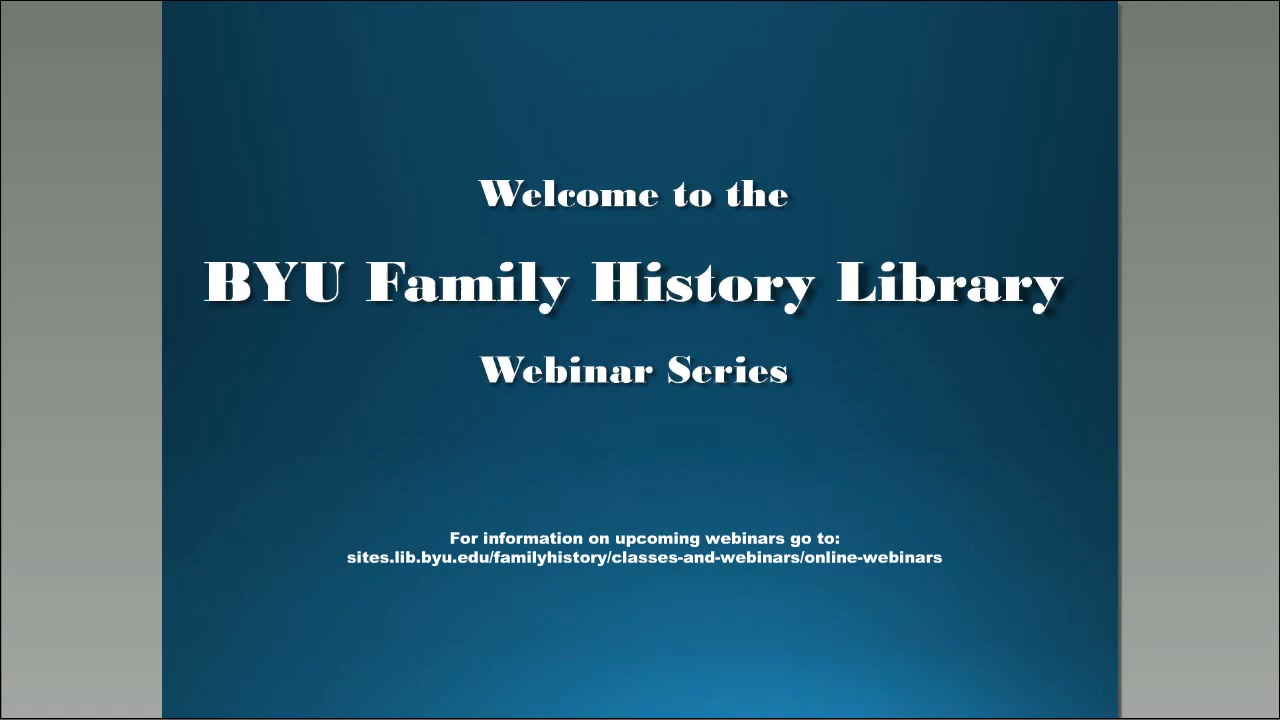 Welcome to the
BYU Family History Library
Webinar Series
For information on upcoming webinars go to:
sites.lib.byu.edu/familyhistory/classes-and-webinars/online-webinars